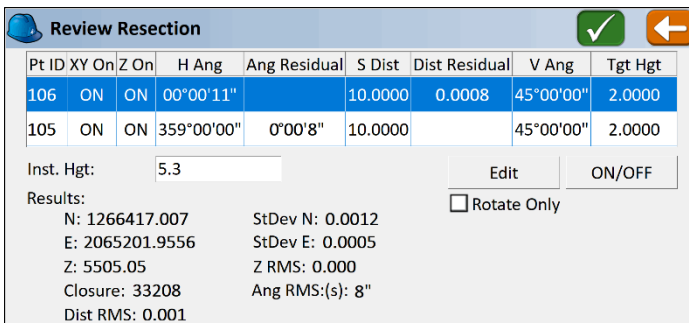 Review Resection
Pt ID XY On Z On H Ang Ang Residual S Dist Dist Residual V Ang Tgt Hgt
106 ON ON 00°00'11" 10.0000 0.0008 45°00'00" 2.0000
105 ON ON 359°00'00" 0°00'8" 10.0000 45°00'00" 2.0000
Inst. Hgt: 5.3 Edit ON/OFF
Results: Rotate Only
N: 1266417.007 StDev N: 0.0012
E: 2065201.9556 StDev E: 0.0005
Z: 5505.05 Z RMS: 0.000
Closure: 33208 Ang RMS:(s): 8"
Dist RMS: 0.001